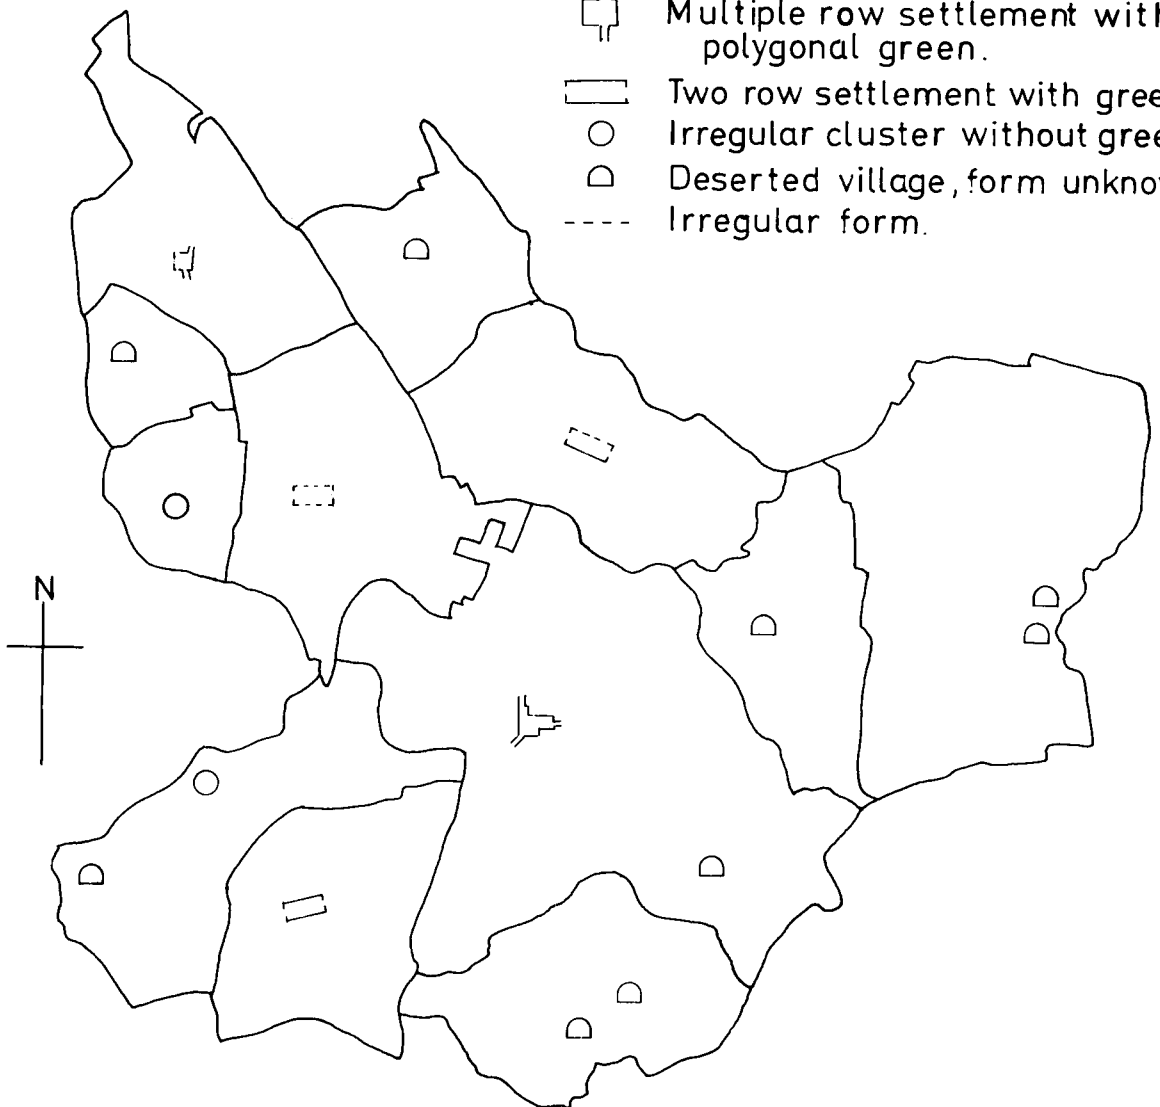 Multiple row settlement with
polygonal green.
Two row settlement with gree
Irregular cluster without gree
Deserted village, form unkno
Irregular form.
N